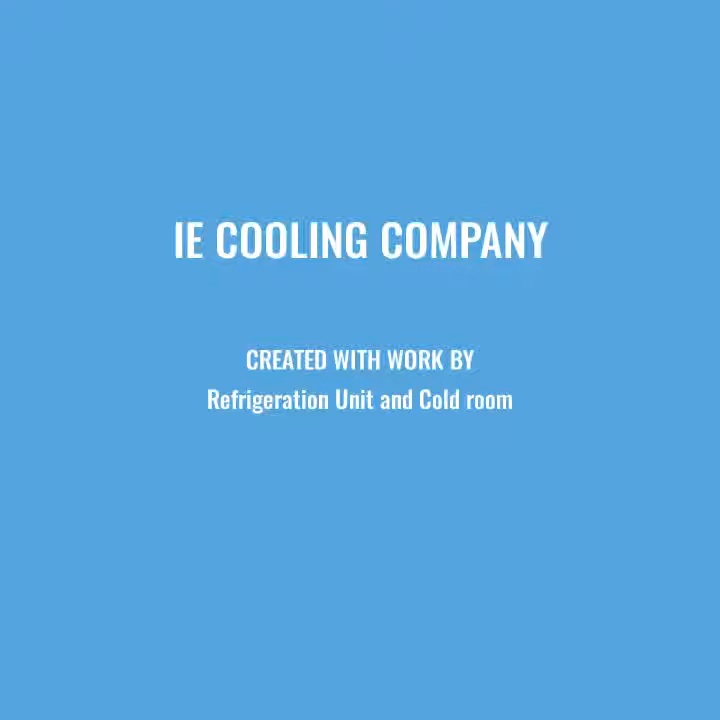 IE COOLING COMPANY
CREATED WITH WORK BY
Refrigeration Unit and Cold room